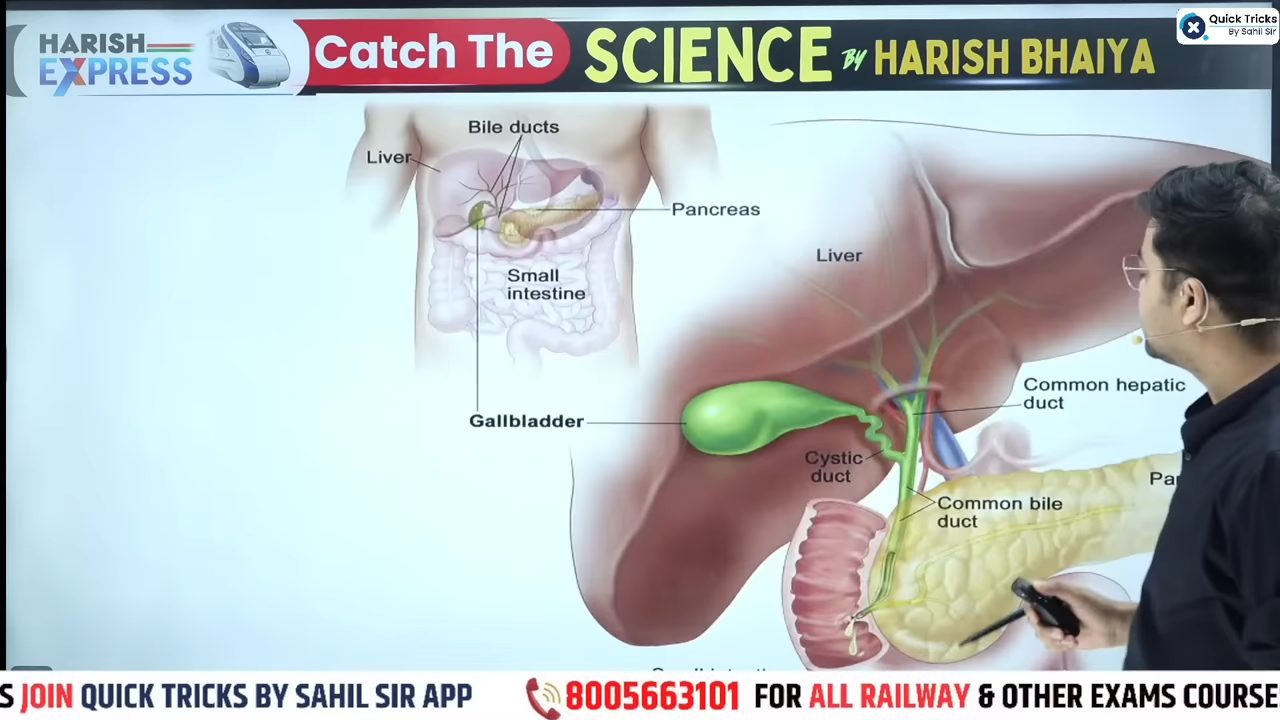 HARISH
EXPRESS
Catch The
SCIENCE BY HARISH BHAIYA
Quick Tricks
By Sahil Sir
Bile ducts
Liver
Pancreas
Small
intestine
Gallbladder
Liver
Common hepatic
duct
Cystic
duct
Common bile
duct
Pa
S JOIN QUICK TRICKS BY SAHIL SIR APP
8005663101 FOR ALL RAILWAY & OTHER EXAMS COURSE